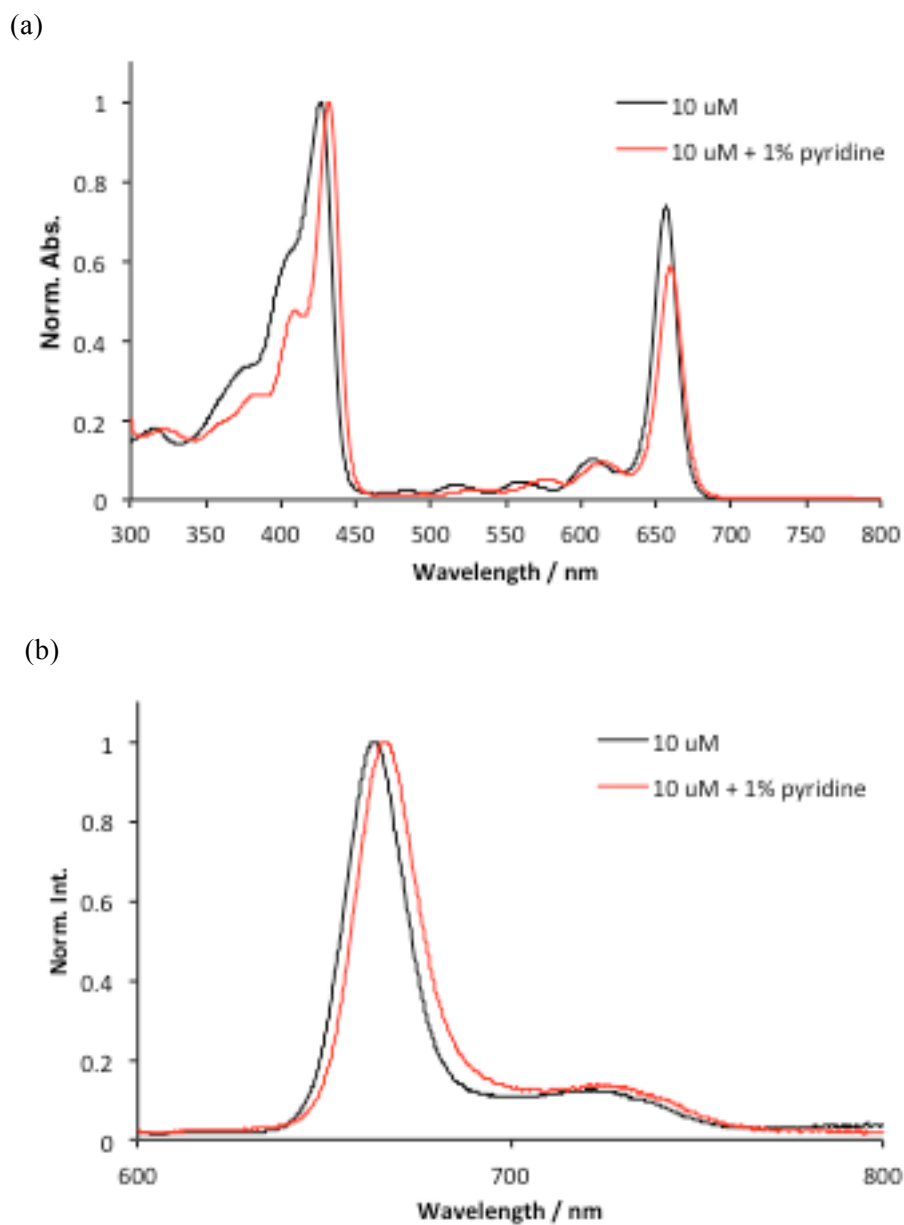 (a)
1
0.8
0.6
0.4
0.2
0
Norm. Abs.
10 uM
10 uM + 1% pyridine
300 350 400 450 500 550 600 650 700 750 800
Wavelength / nm
(b)
1
0.8
0.6
0.4
0.2
0
Norm. Int.
10 uM
10 uM + 1% pyridine
600 700 800
Wavelength / nm